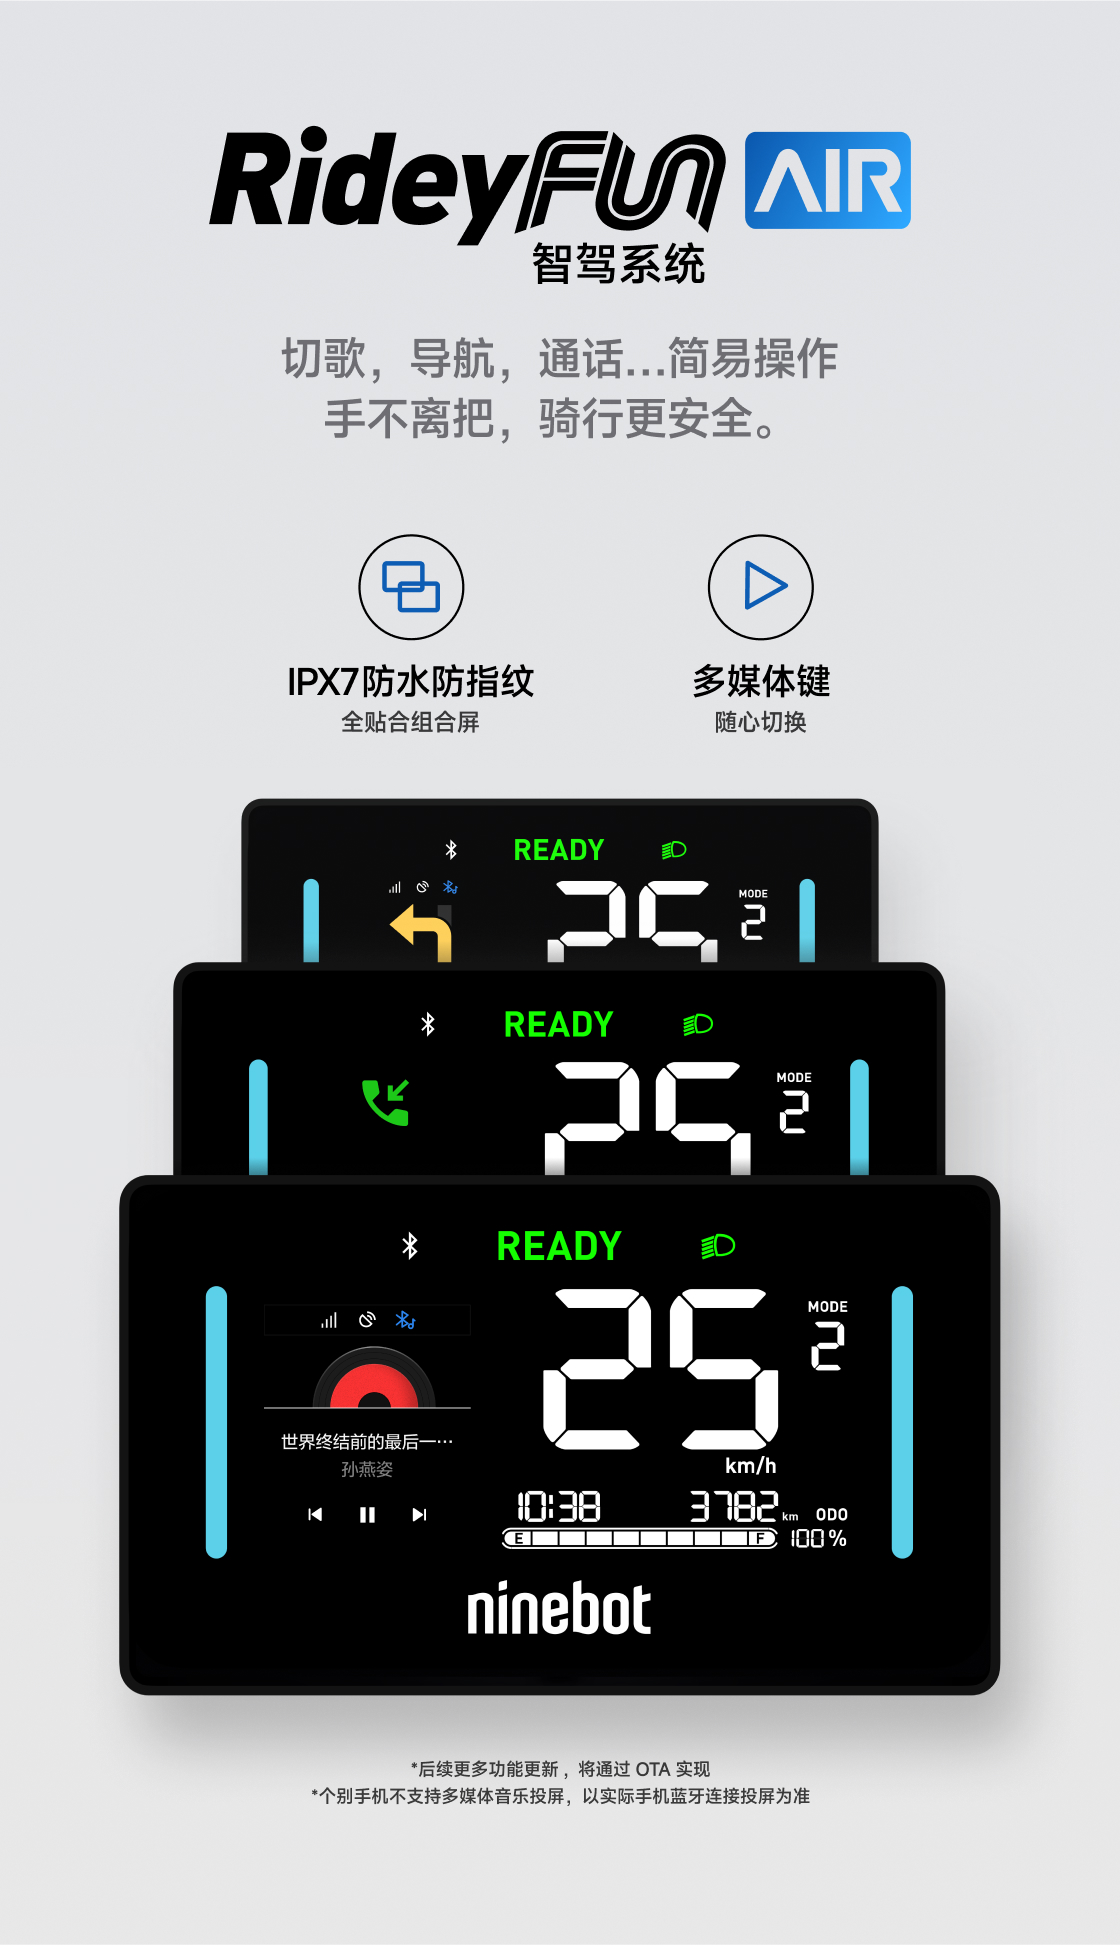 RideyFUN AIR
智驾系统
切歌，导航，通话...简易操作
手不离把，骑行更安全。
IPX7防水防指纹
全贴合组合屏
多媒体键
随心切换
READY
25
MODE
2
READY
25
MODE
2
READY
25
MODE
2
km/h
世界终结前的最后一…
孙燕姿
10:38
3782 km ODO
E F 100%
ninebot
*后续更多功能更新，将通过 OTA 实现
*个别手机不支持多媒体音乐投屏，以实际手机蓝牙连接投屏为准